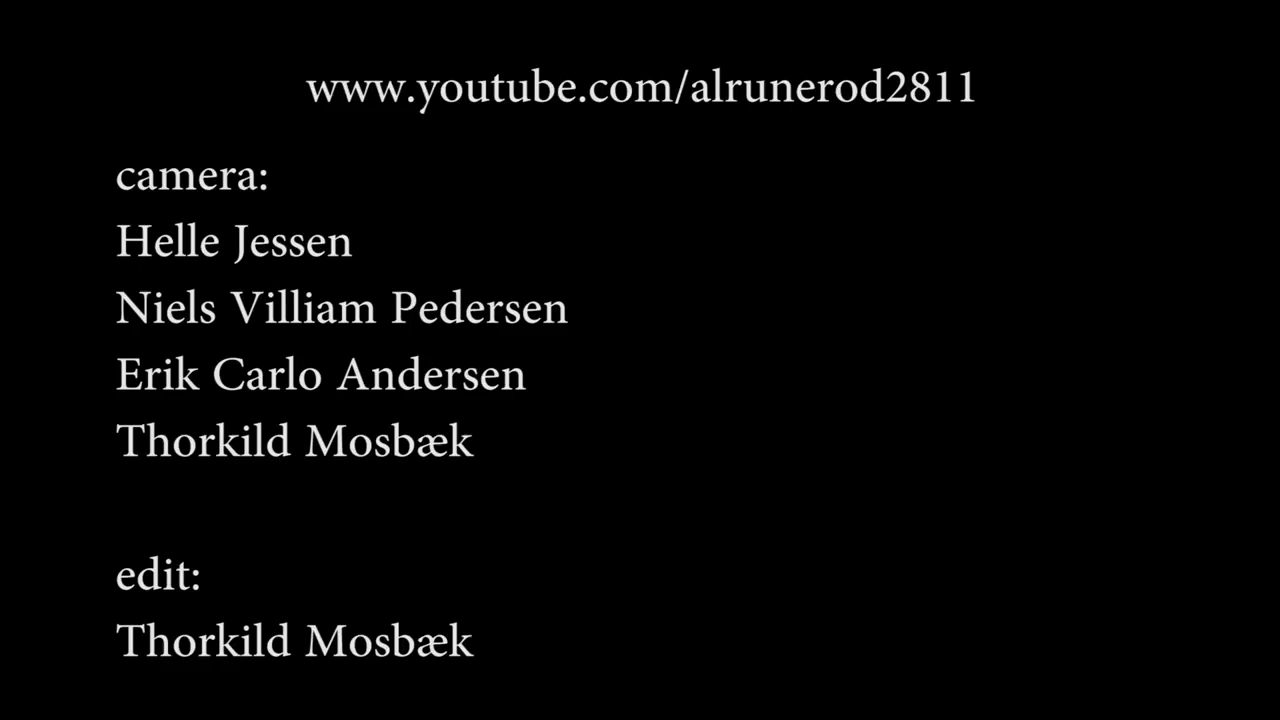 www.youtube.com/alrunerod2811
camera:
Helle Jessen
Niels Villiam Pedersen
Erik Carlo Andersen
Thorkild Mosbæk
edit:
Thorkild Mosbæk